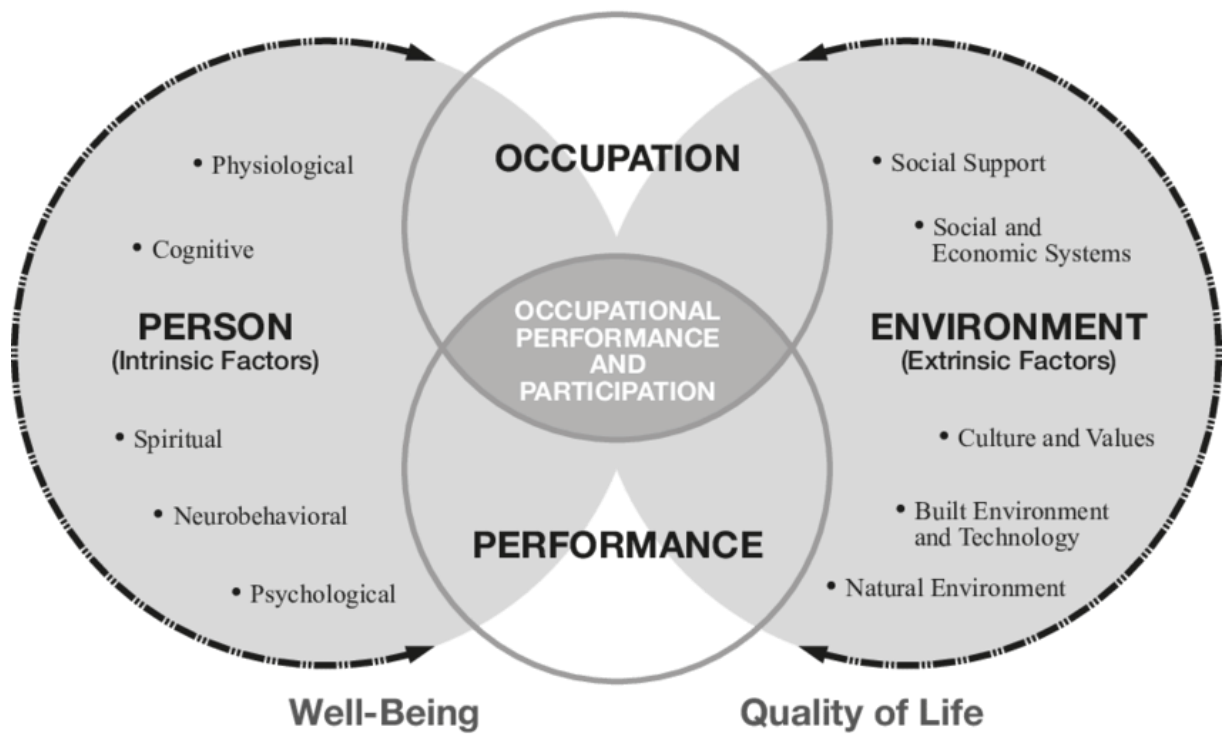 • Physiological
• Cognitive
PERSON
(Intrinsic Factors)
• Spiritual
• Neurobehavioral
• Psychological
OCCUPATION
OCCUPATIONAL
PERFORMANCE
AND
PARTICIPATION
PERFORMANCE
• Social Support
• Social and
Economic Systems
ENVIRONMENT
(Extrinsic Factors)
• Culture and Values
• Built Environment
and Technology
• Natural Environment
Well-Being
Quality of Life